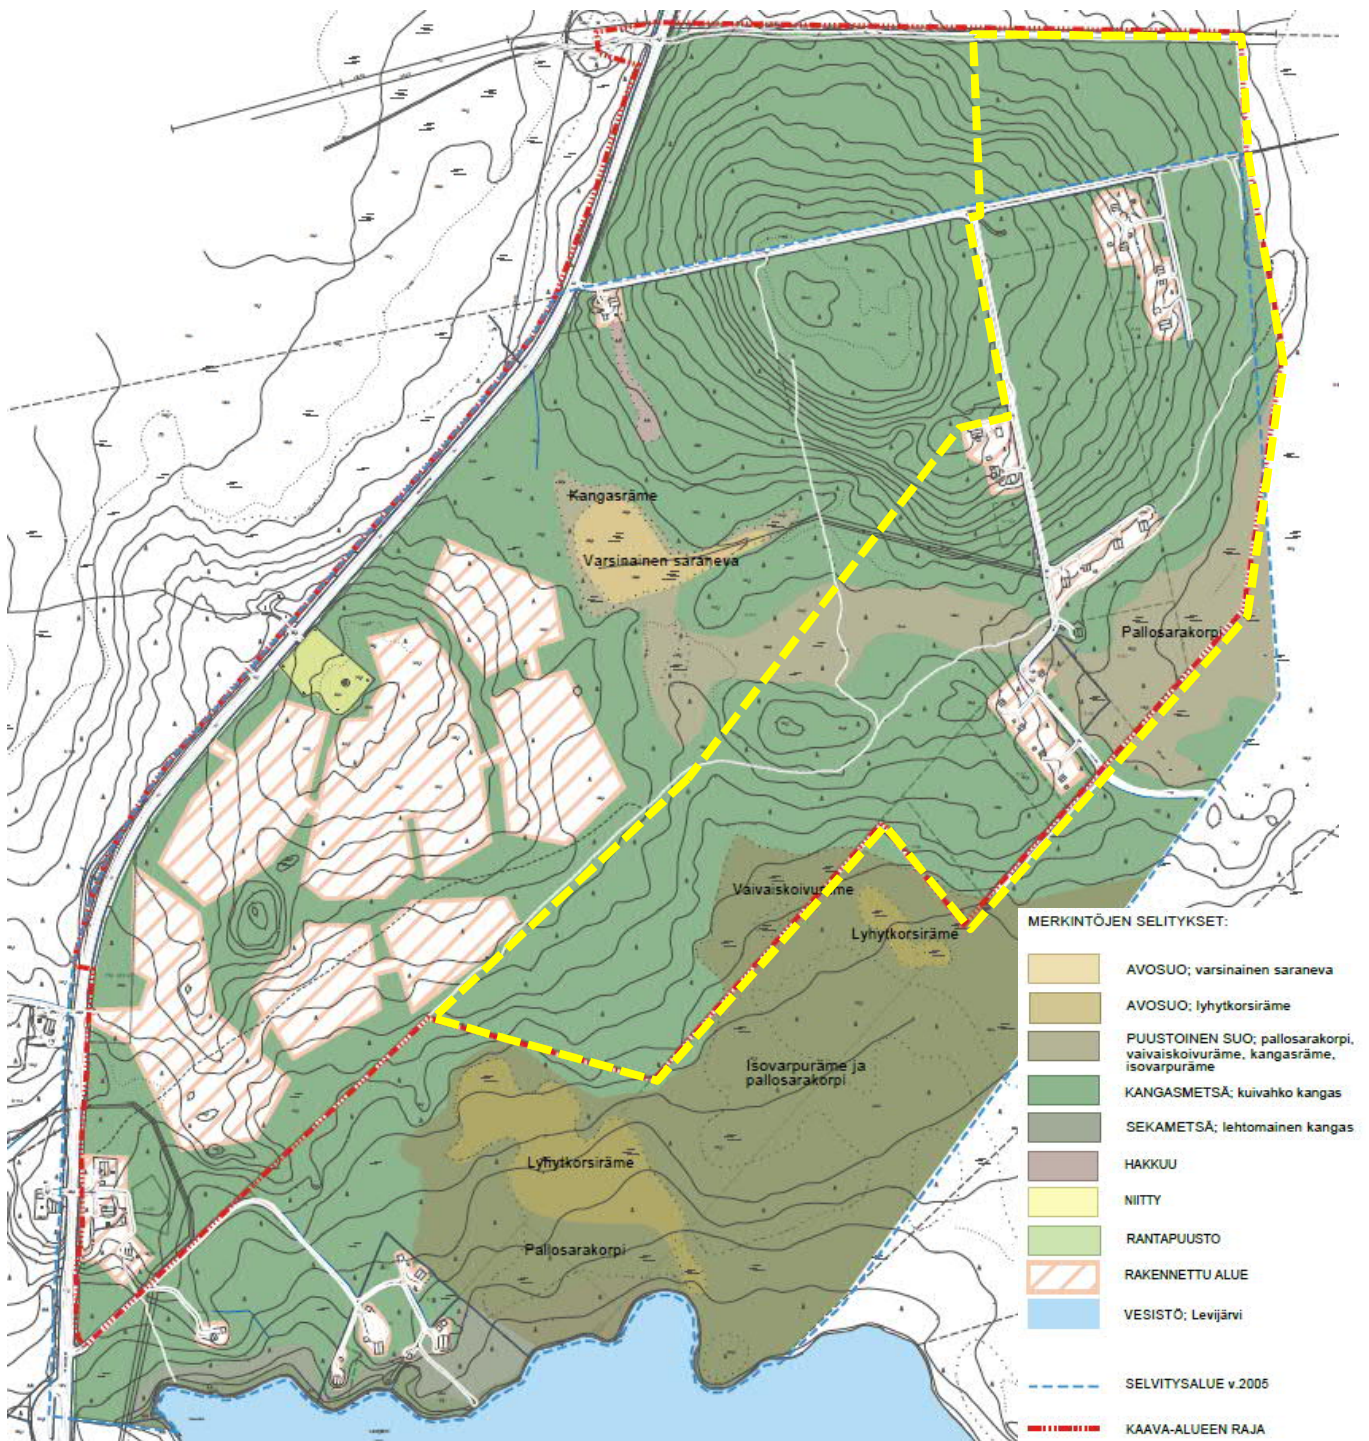 Kangasräme
Varsinainen saraneva
Pallosarakorpi
Vaivaiskoivuräme
Lyhytkorsiräme
Isovarpuräme ja
pallosarakorpi
Lyhytkorsiräme
Pallosarakorpi
MERKINTÖJEN SELITYKSET:
AVOSUO; varsinainen saraneva
AVOSUO; lyhytkorsiräme
PUUSTOINEN SUO; pallosarakorpi,
vaivaiskoivuräme, kangasräme,
isovarpuräme
KANGASMETSÄ; kuivahko kangas
SEKAMETSÄ; lehtomainen kangas
HAKKUU
NIITTY
RANTAPUUSTO
RAKENNETTU ALUE
VESISTÖ; Levijärvi
SELVITYSALUE v.2005
KAAVA-ALUEEN RAJA